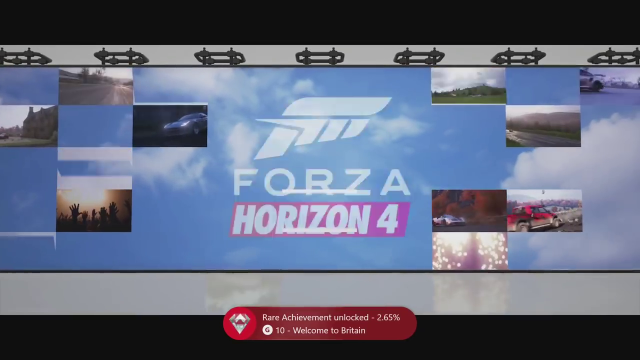 FORZA
HORIZON 4
Rare Achievement unlocked - 2.65%
G 10 - Welcome to Britain